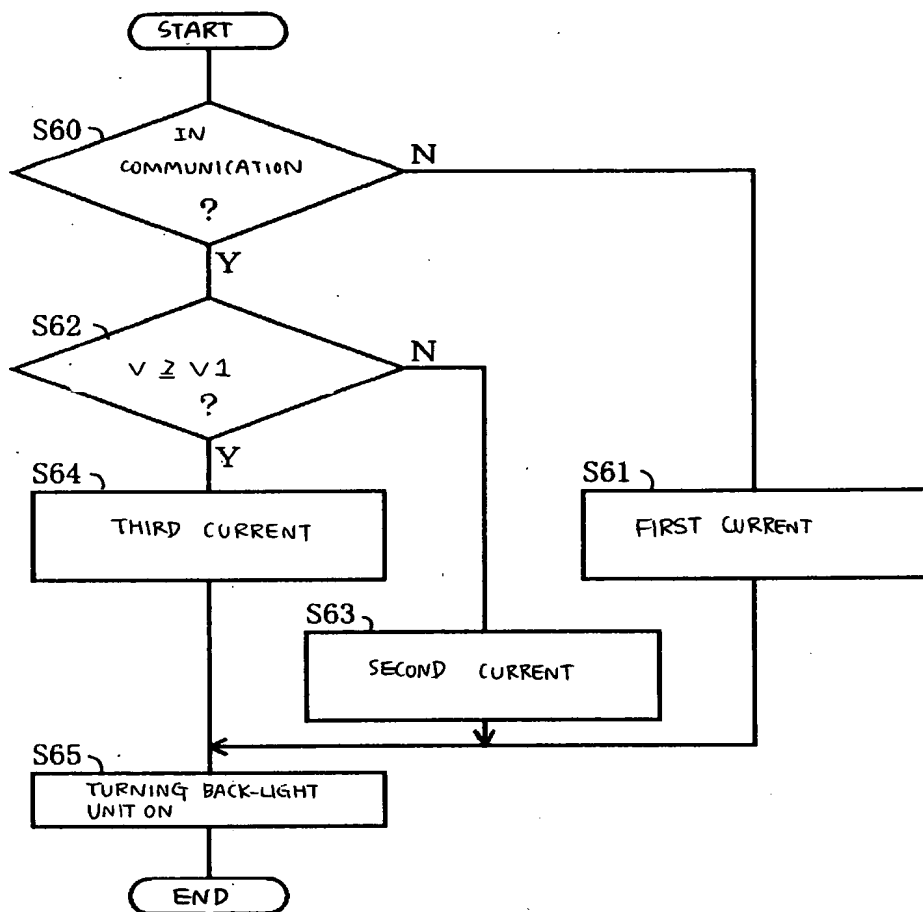 START
S60
IN
COMMUNICATION
?
N
Y
S62
V ≥ V1
?
N
Y
S64
THIRD CURRENT
S61
FIRST CURRENT
S63
SECOND CURRENT
S65
TURNING BACK-LIGHT
UNIT ON
END